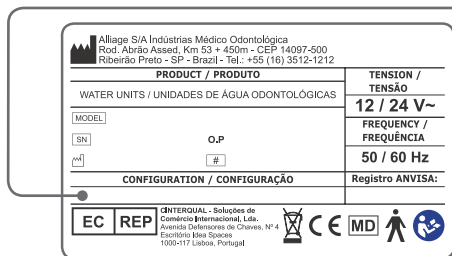 Alliage S/A Indústrias Médico Odontológica
Rod. Abrão Assed, Km 53 + 450m - CEP 14097-500
Ribeirão Preto - SP - Brazil - Tel.: +55 (16) 3512-1212
PRODUCT / PRODUTO
WATER UNITS / UNIDADES DE ÁGUA ODONTOLÓGICAS
TENSION /
TENSÃO
12 / 24 V~
MODEL
SN
O.P
#
FREQUENCY /
FREQUÊNCIA
50 / 60 Hz
CONFIGURATION / CONFIGURAÇÃO
Registro ANVISA:
EC REP
CINTERQUAL - Soluções de
Comércio Internacional, Lda.
Avenida Defensores de Chaves, Nº 4
Escritório Idea Spaces
1000-117 Lisboa, Portugal
CE
MD